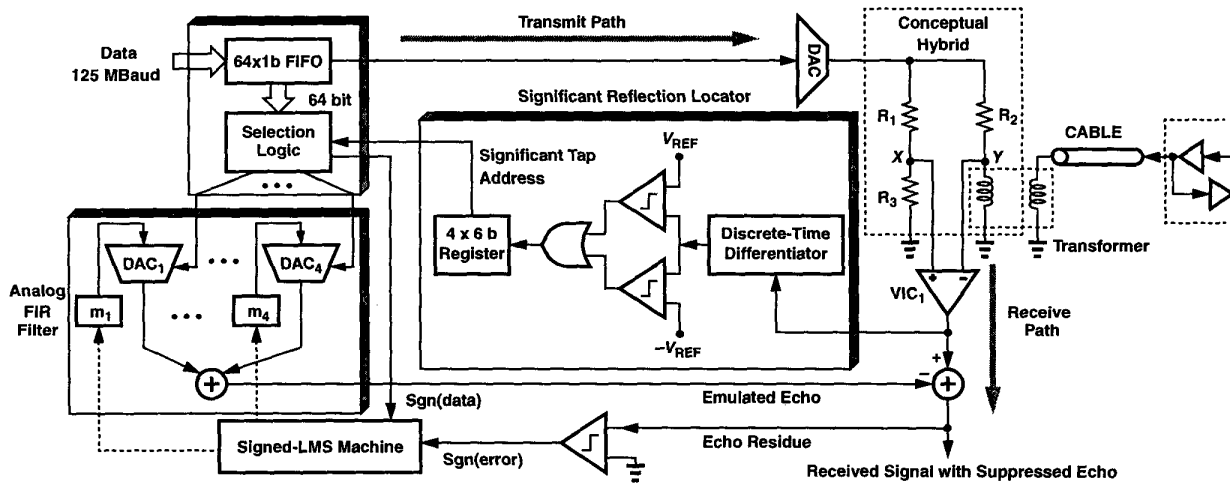 Data
125 MBaud
64x1b FIFO
64 bit
Selection
Logic
Transmit Path
DAC
Conceptual
Hybrid
R1
R2
X
Y
R3
CABLE
Transformer
Significant Reflection Locator
Significant Tap
Address
VREF
4 x 6 b
Register
Discrete-Time
Differentiator
−VREF
+
−
VIC1
Receive
Path
Analog
FIR
Filter
DAC1
DAC4
m1
m4
+
Sgn(data)
Emulated Echo
+
−
+
Signed-LMS Machine
Sgn(error)
Echo Residue
Received Signal with Suppressed Echo